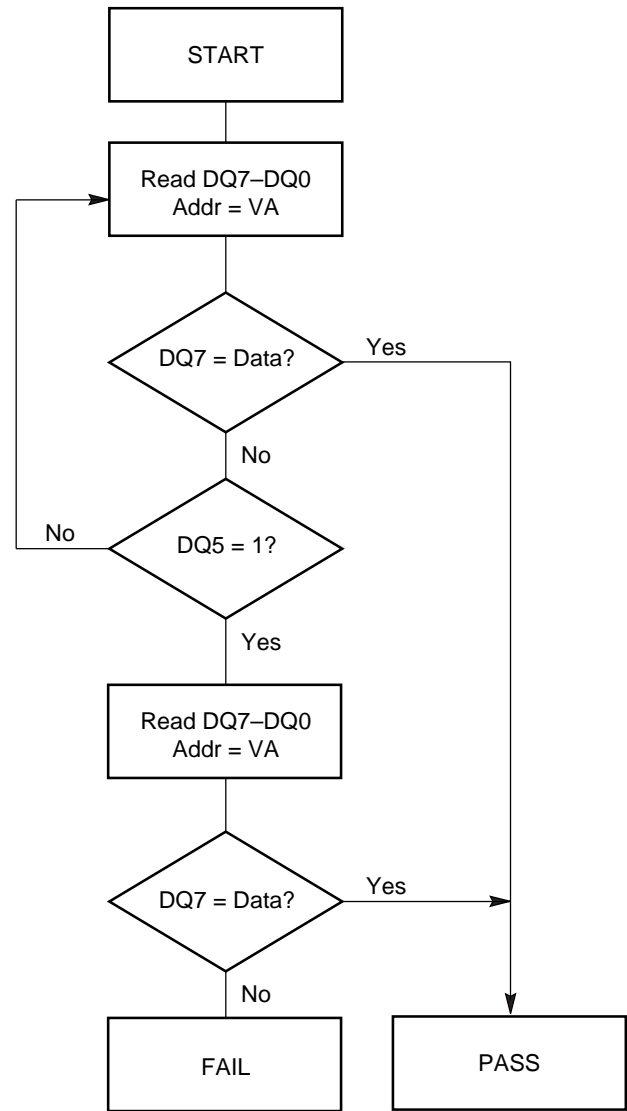 START
Read DQ7–DQ0
Addr = VA
DQ7 = Data?
Yes
No
No
DQ5 = 1?
Yes
Read DQ7–DQ0
Addr = VA
DQ7 = Data?
Yes
No
FAIL
PASS